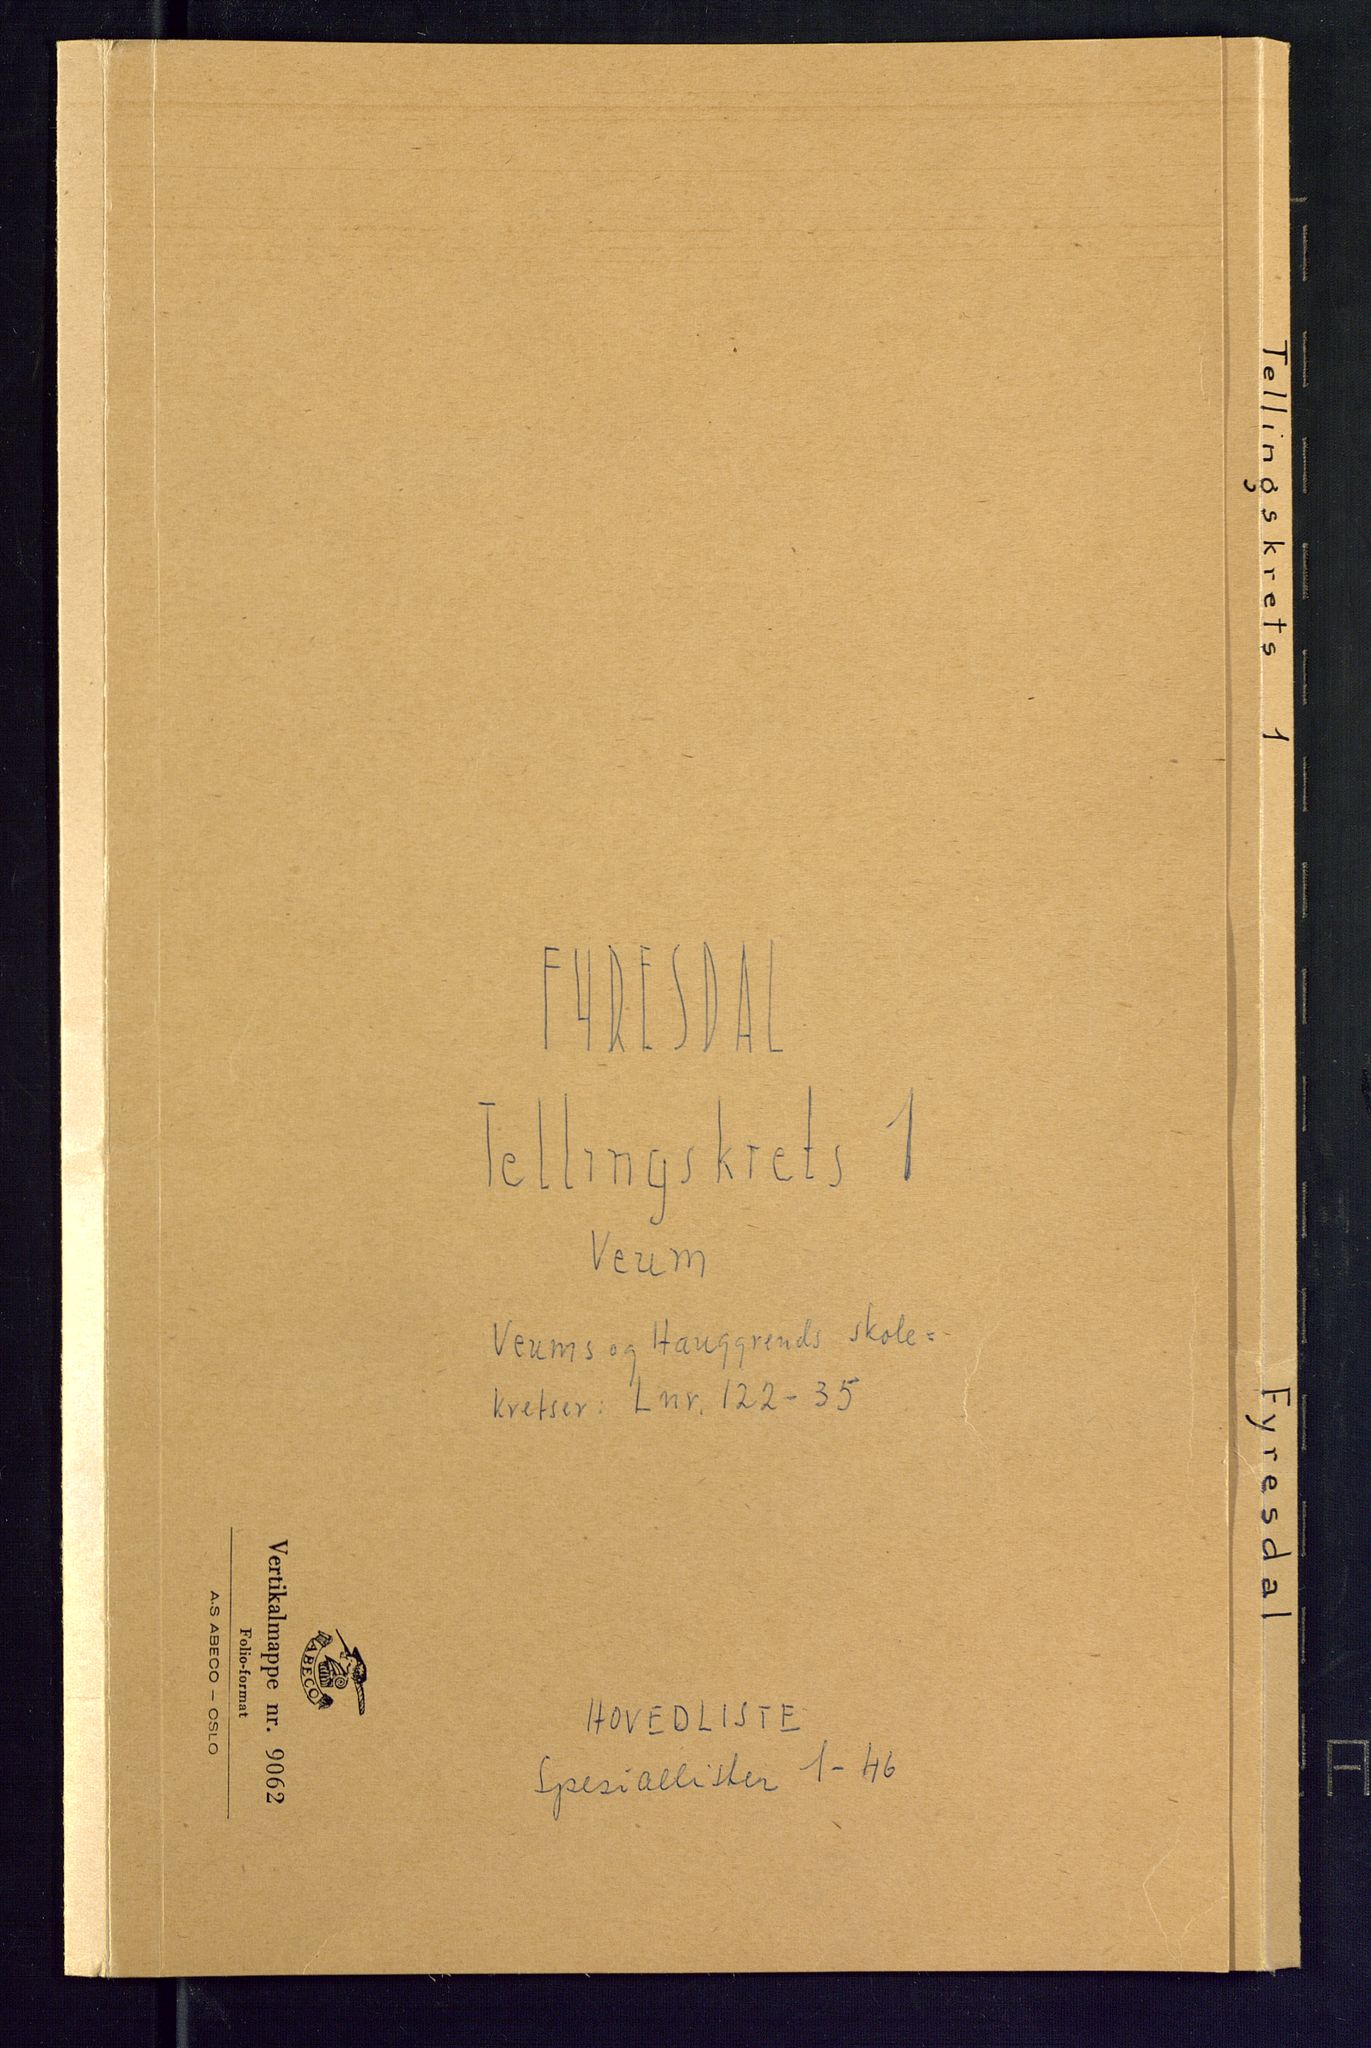 FYRESDAL
Tellingskrets 1
Veum
Veums og Hauggrends skole=
kretser: Lnr. 122-35
HOVEDLISTE
Spesiallister 1-46
Tellingskrets 1
Fyresdal
ABECO
Vertikalmappe nr. 9062
Folio-format
A.S ABECO – OSLO